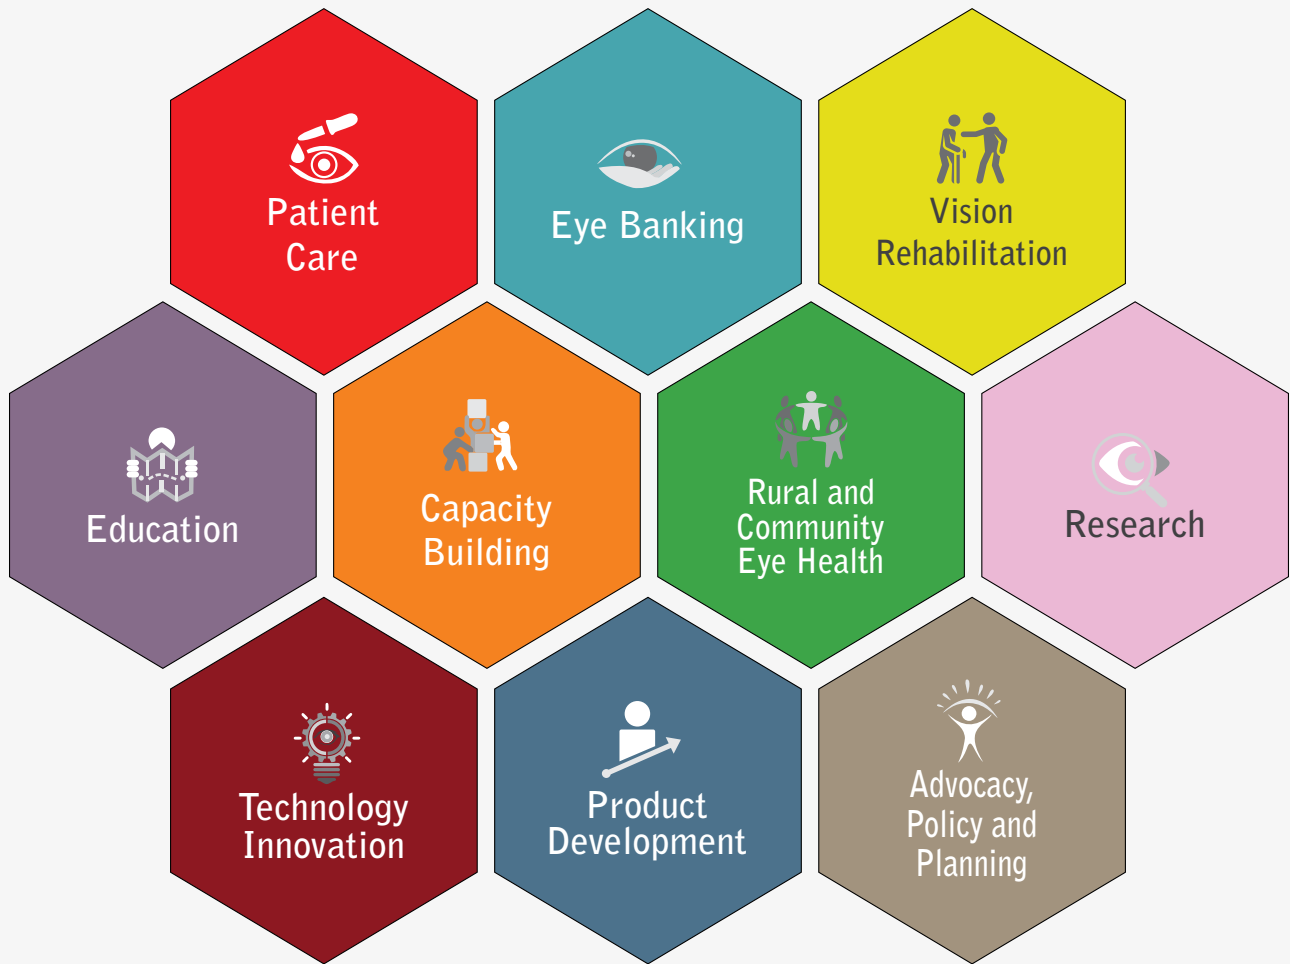 Patient
Care
Eye Banking
Vision
Rehabilitation
Education
Capacity
Building
Rural and
Community
Eye Health
Research
Technology
Innovation
Product
Development
Advocacy,
Policy and
Planning